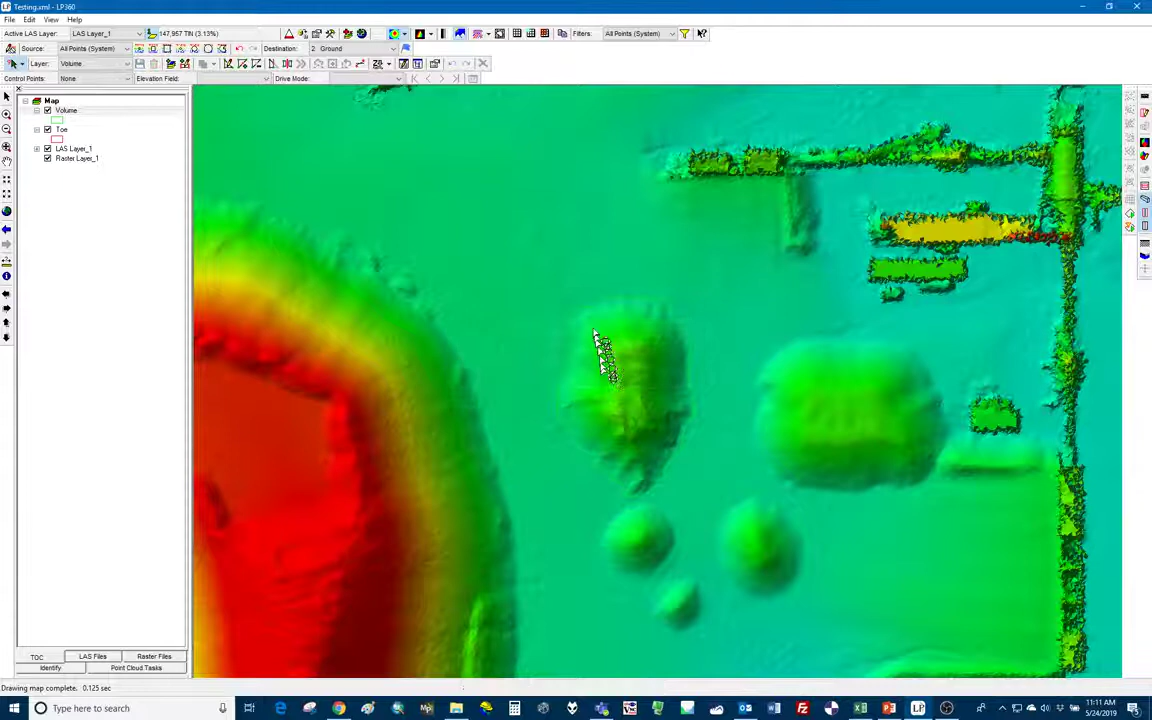 LP Testing.xml - LP360
File Edit View Help
Active LAS Layer: LAS Layer_1 147,957 TIN (3.13%) Filters: All Points (System)
Source: All Points (System) Destination: 2 Ground
Layer: Volume
Control Points: None Elevation Field: Drive Mode:
Map
Volume
Toe
LAS Layer_1
Raster Layer_1
TOC LAS Files Raster Files
Identify Point Cloud Tasks
Drawing map complete. 0.125 sec
Type here to search
LP
11:11 AM
5/24/2019